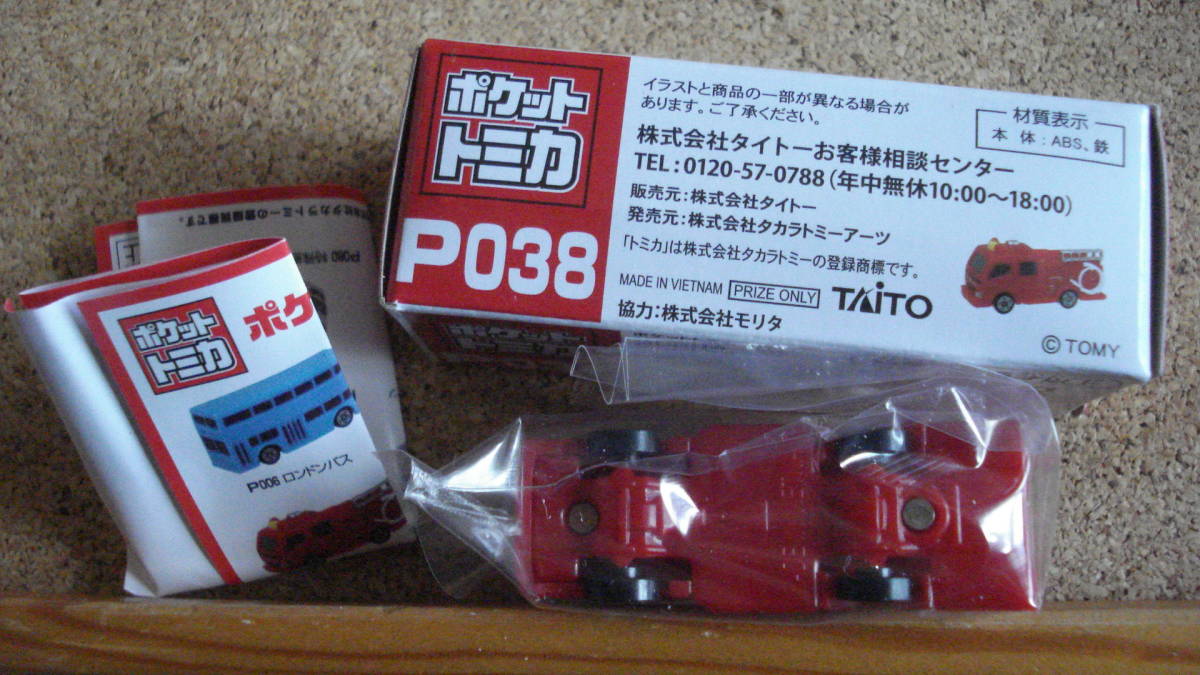 ポケット
トミカ
P038
イラストと商品の一部が異なる場合が
あります。ご了承ください。
材質表示
本 体:ABS、鉄
株式会社タイトーお客様相談センター
TEL:0120-57-0788(年中無休10:00〜18:00)
販売元:株式会社タイトー
発売元:株式会社タカラトミーアーツ
「トミカ」は株式会社タカラトミーの登録商標です。
MADE IN VIETNAM PRIZE ONLY TAITO
協力:株式会社モリタ
© TOMY
ポケット
トミカ
ポケ
P006 ロンドンバス